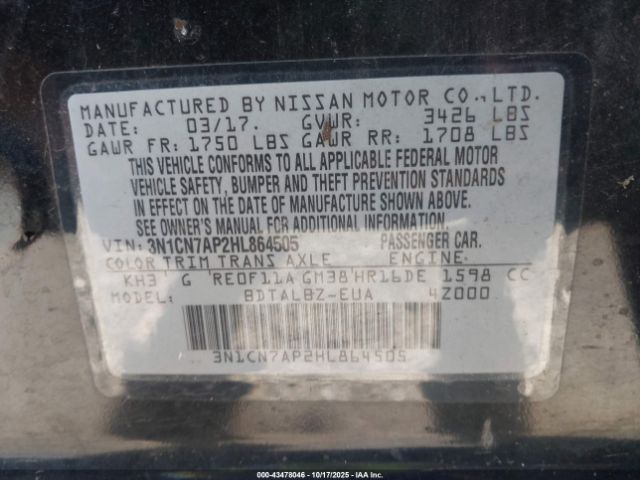 MANUFACTURED BY NISSAN MOTOR CO., LTD.
DATE: 03/17. GVWR: 3426 LBS
GAWR FR: 1750 LBS GAWR RR: 1708 LBS
THIS VEHICLE CONFORMS TO ALL APPLICABLE FEDERAL MOTOR
VEHICLE SAFETY, BUMPER AND THEFT PREVENTION STANDARDS
IN EFFECT ON THE DATE OF MANUFACTURE SHOWN ABOVE.
SEE OWNER'S MANUAL FOR ADDITIONAL INFORMATION.
VIN: 3N1CN7AP2HL864505 PASSENGER CAR.
COLOR TRIM TRANS AXLE ENGINE
KH3 G RE0F11A GM38 HR16DE 1598 CC
MODEL: BDTALBZ-EUA 4Z000
3N1CN7AP2HL864505
000-43478046 - 10/17/2025 - IAAI.com